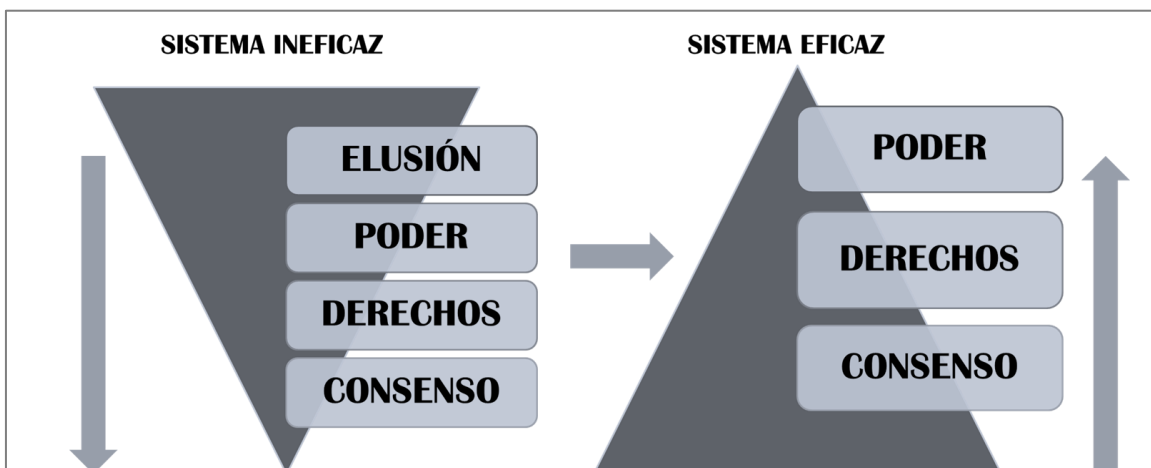 SISTEMA INEFICAZ
ELUSIÓN
PODER
DERECHOS
CONSENSO
SISTEMA EFICAZ
PODER
DERECHOS
CONSENSO